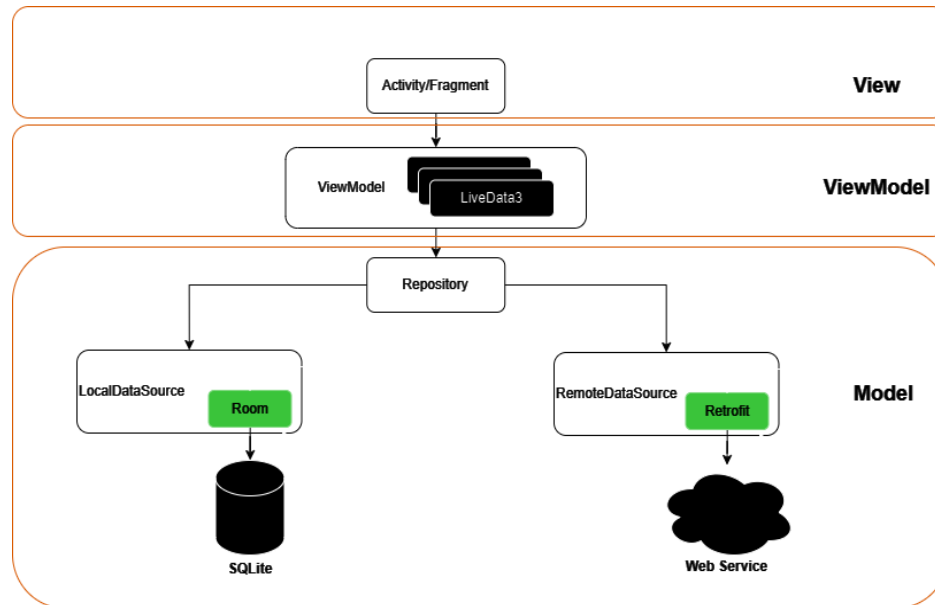 View
Activity/Fragment
ViewModel
LiveData3
ViewModel
Repository
LocalDataSource
Room
RemoteDataSource
Retrofit
Model
SQLite
Web Service